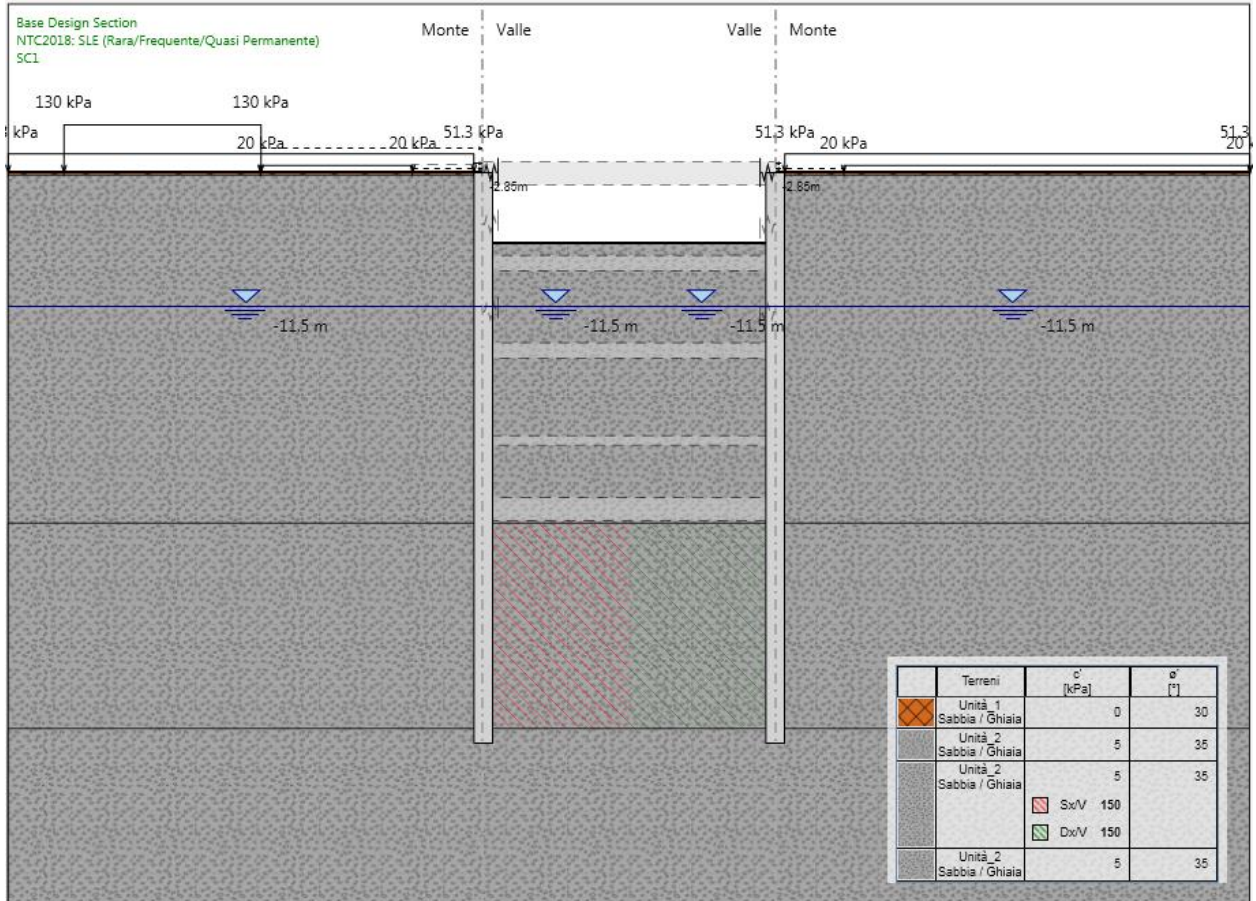 Base Design Section
NTC2018: SLE (Rara/Frequente/Quasi Permanente)
SC1
Monte Valle Valle Monte
130 kPa 130 kPa
kPa 20 kPa 20 kPa 51.3 kPa 51.3 kPa 20 kPa 51.3
20
-2.85m -2.85m
-11.5 m -11.5 m -11.5 m -11.5 m
Terreni c' [kPa] ø' [°]
Unità_1
Sabbia / Ghiaia 0 30
Unità_2
Sabbia / Ghiaia 5 35
Unità_2
Sabbia / Ghiaia 5 35
Sx/V 150
Dx/V 150
Unità_2
Sabbia / Ghiaia 5 35